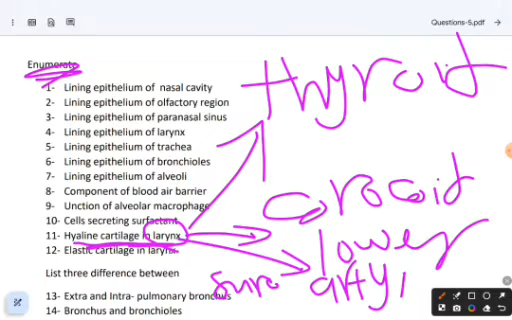 Questions-5.pdf
Enumerate
1- Lining epithelium of nasal cavity
2- Lining epithelium of olfactory region
3- Lining epithelium of paranasal sinus
4- Lining epithelium of larynx
5- Lining epithelium of trachea
6- Lining epithelium of bronchioles
7- Lining epithelium of alveoli
8- Component of blood air barrier
9- Unction of alveolar macrophage
10- Cells secreting surfactant
11- Hyaline cartilage in larynx
12- Elastic cartilage in larynx
List three difference between
13- Extra and Intra- pulmonary bronchus
14- Bronchus and bronchioles
thyroid
corocoid
lower